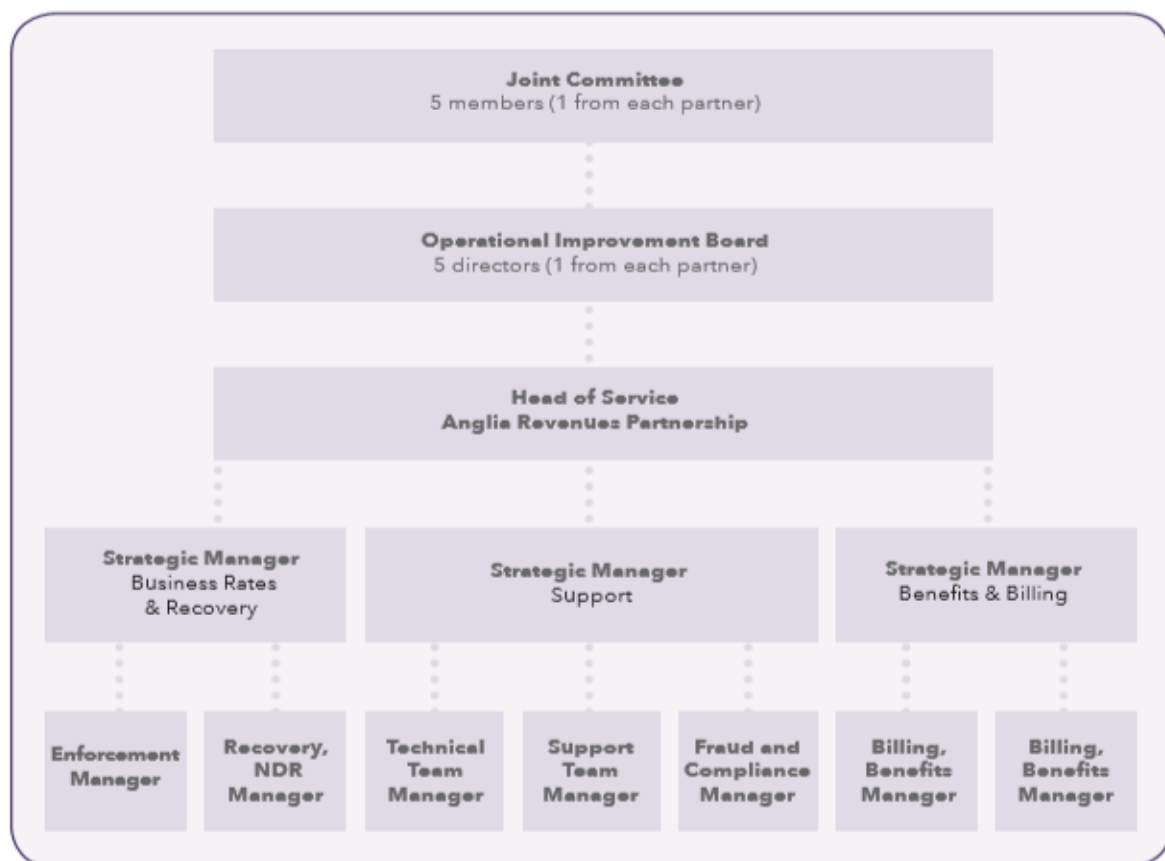 Joint Committee
5 members (1 from each partner)
Operational Improvement Board
5 directors (1 from each partner)
Head of Service
Anglia Revenues Partnership
Strategic Manager
Business Rates
& Recovery
Strategic Manager
Support
Strategic Manager
Benefits & Billing
Enforcement
Manager
Recovery,
NDR
Manager
Technical
Team
Manager
Support
Team
Manager
Fraud and
Compliance
Manager
Billing,
Benefits
Manager
Billing,
Benefits
Manager